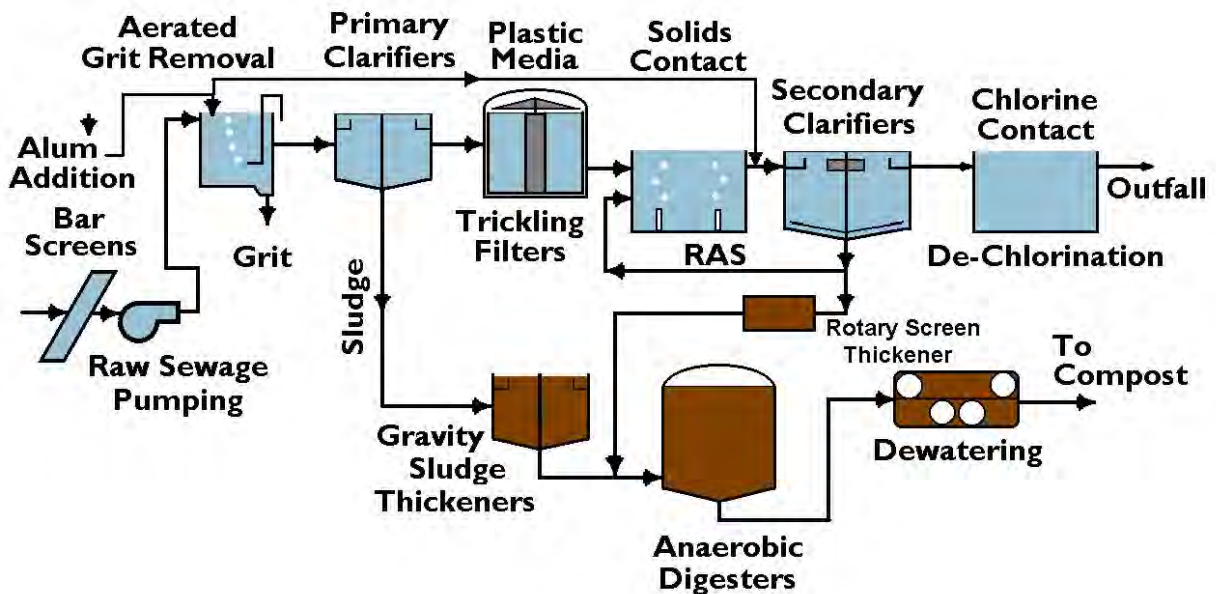 Aerated
Grit Removal
Primary
Clarifiers
Plastic
Media
Solids
Contact
Secondary
Clarifiers
Chlorine
Contact
Alum
Addition
Outfall
Bar
Screens
Grit
Trickling
Filters
RAS
De-Chlorination
Sludge
Raw Sewage
Pumping
Rotary Screen
Thickener
To
Compost
Gravity
Sludge
Thickeners
Dewatering
Anaerobic
Digesters